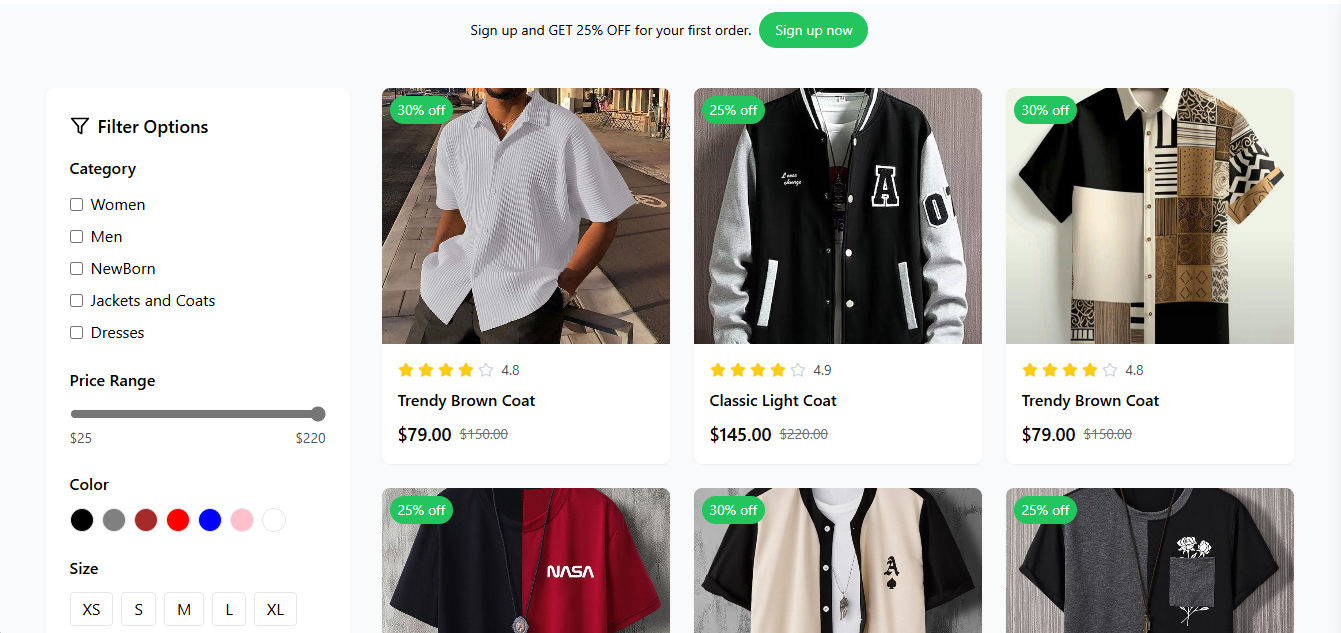 Sign up and GET 25% OFF for your first order. Sign up now
Filter Options
Category
Women
Men
NewBorn
Jackets and Coats
Dresses
Price Range
$25 $220
Color
Size
XS S M L XL
30% off
A
4.8
Trendy Brown Coat
$79.00 $150.00
25% off
A
4.9
Classic Light Coat
$145.00 $220.00
30% off
4.8
Trendy Brown Coat
$79.00 $150.00
25% off
NASA
30% off
A
25% off